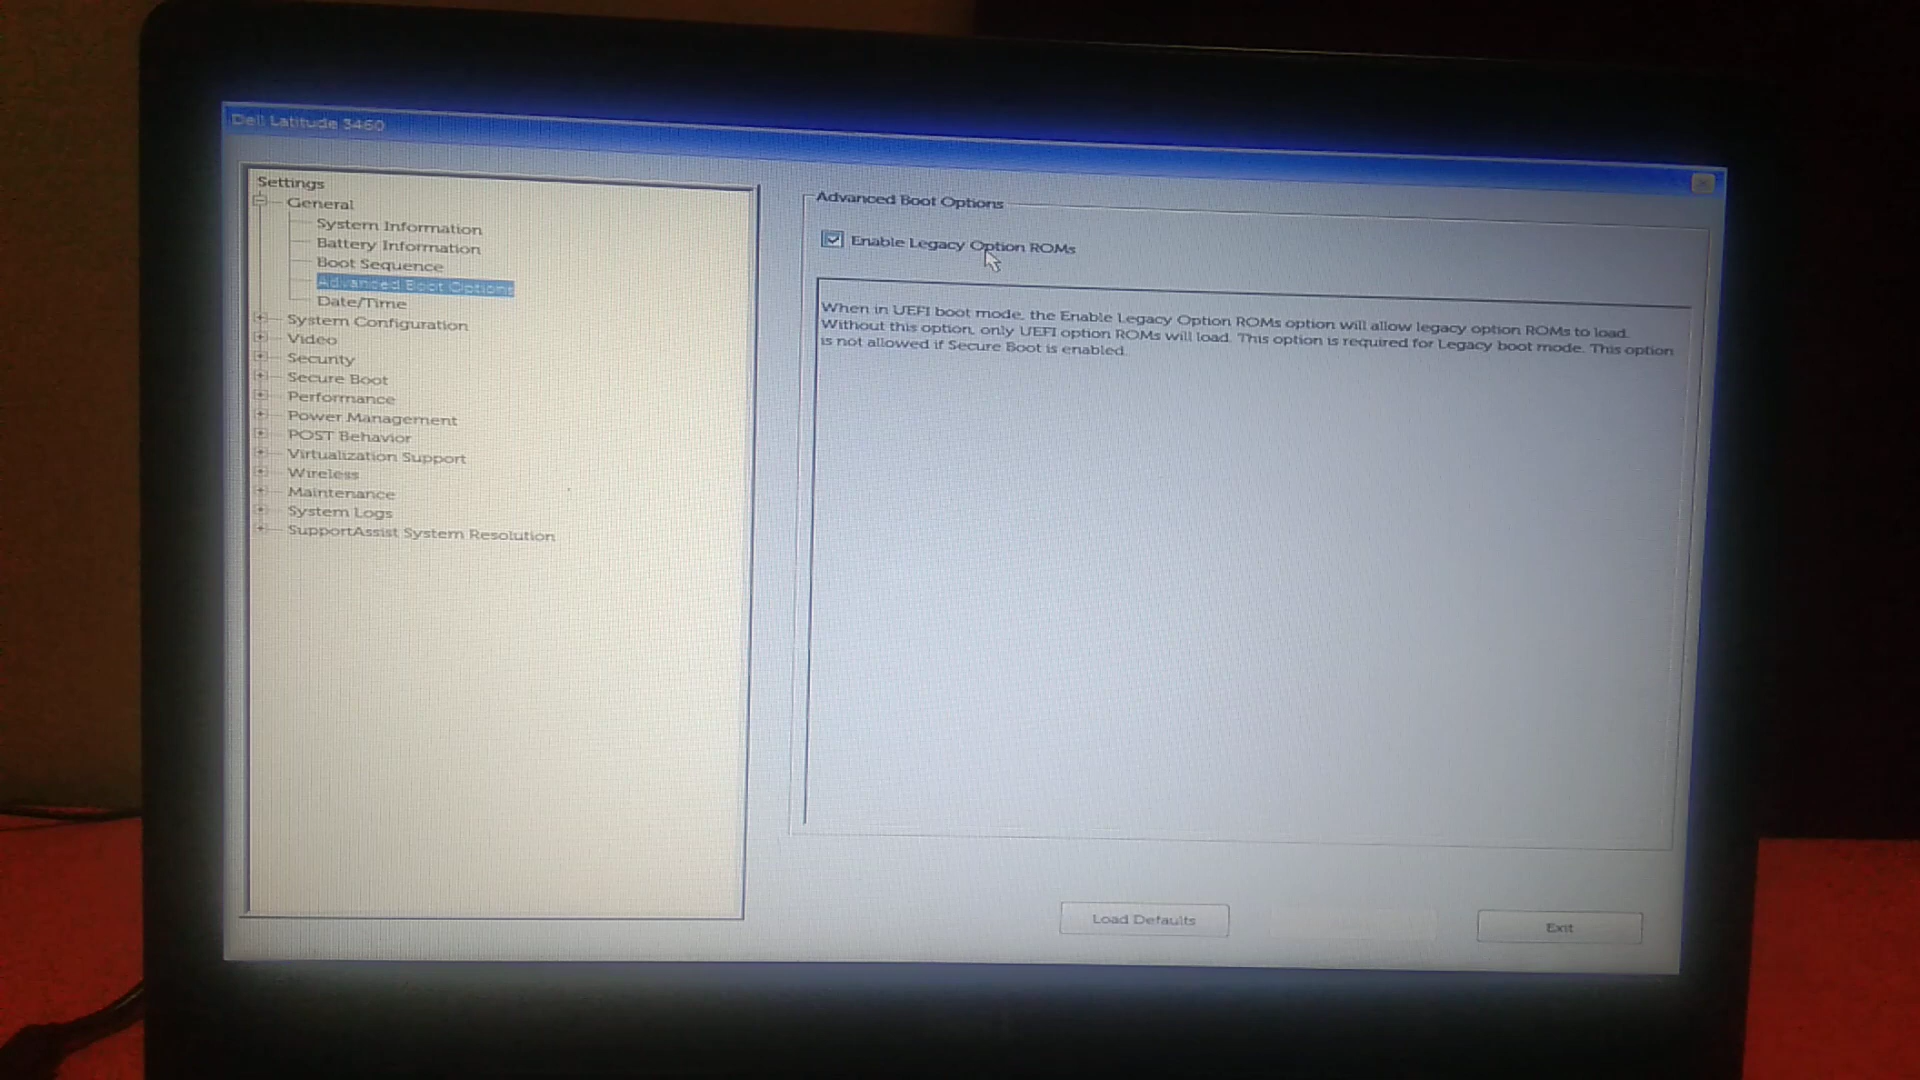 Dell Latitude 3460
Settings
General
System Information
Battery Information
Boot Sequence
Advanced Boot Options
Date/Time
System Configuration
Video
Security
Secure Boot
Performance
Power Management
POST Behavior
Virtualization Support
Wireless
Maintenance
System Logs
SupportAssist System Resolution
Advanced Boot Options
Enable Legacy Option ROMs
When in UEFI boot mode, the Enable Legacy Option ROMs option will allow legacy option ROMs to load.
Without this option, only UEFI option ROMs will load. This option is required for Legacy boot mode. This option
is not allowed if Secure Boot is enabled.
Load Defaults
Exit